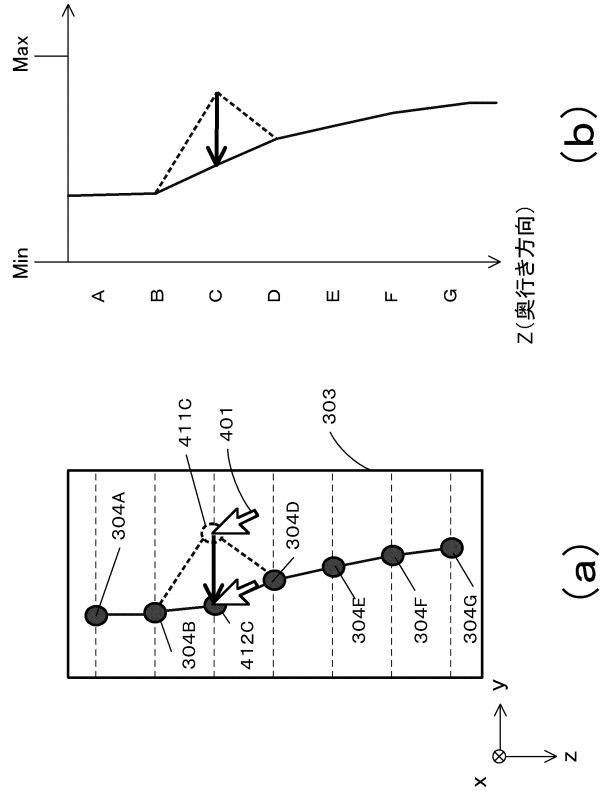 Max
Min
A
B
C
D
E
F
G
Z(奥行き方向)
(b)
411C
401
303
304A
304B
412C
304D
304E
304F
304G
(a)
x
y
z